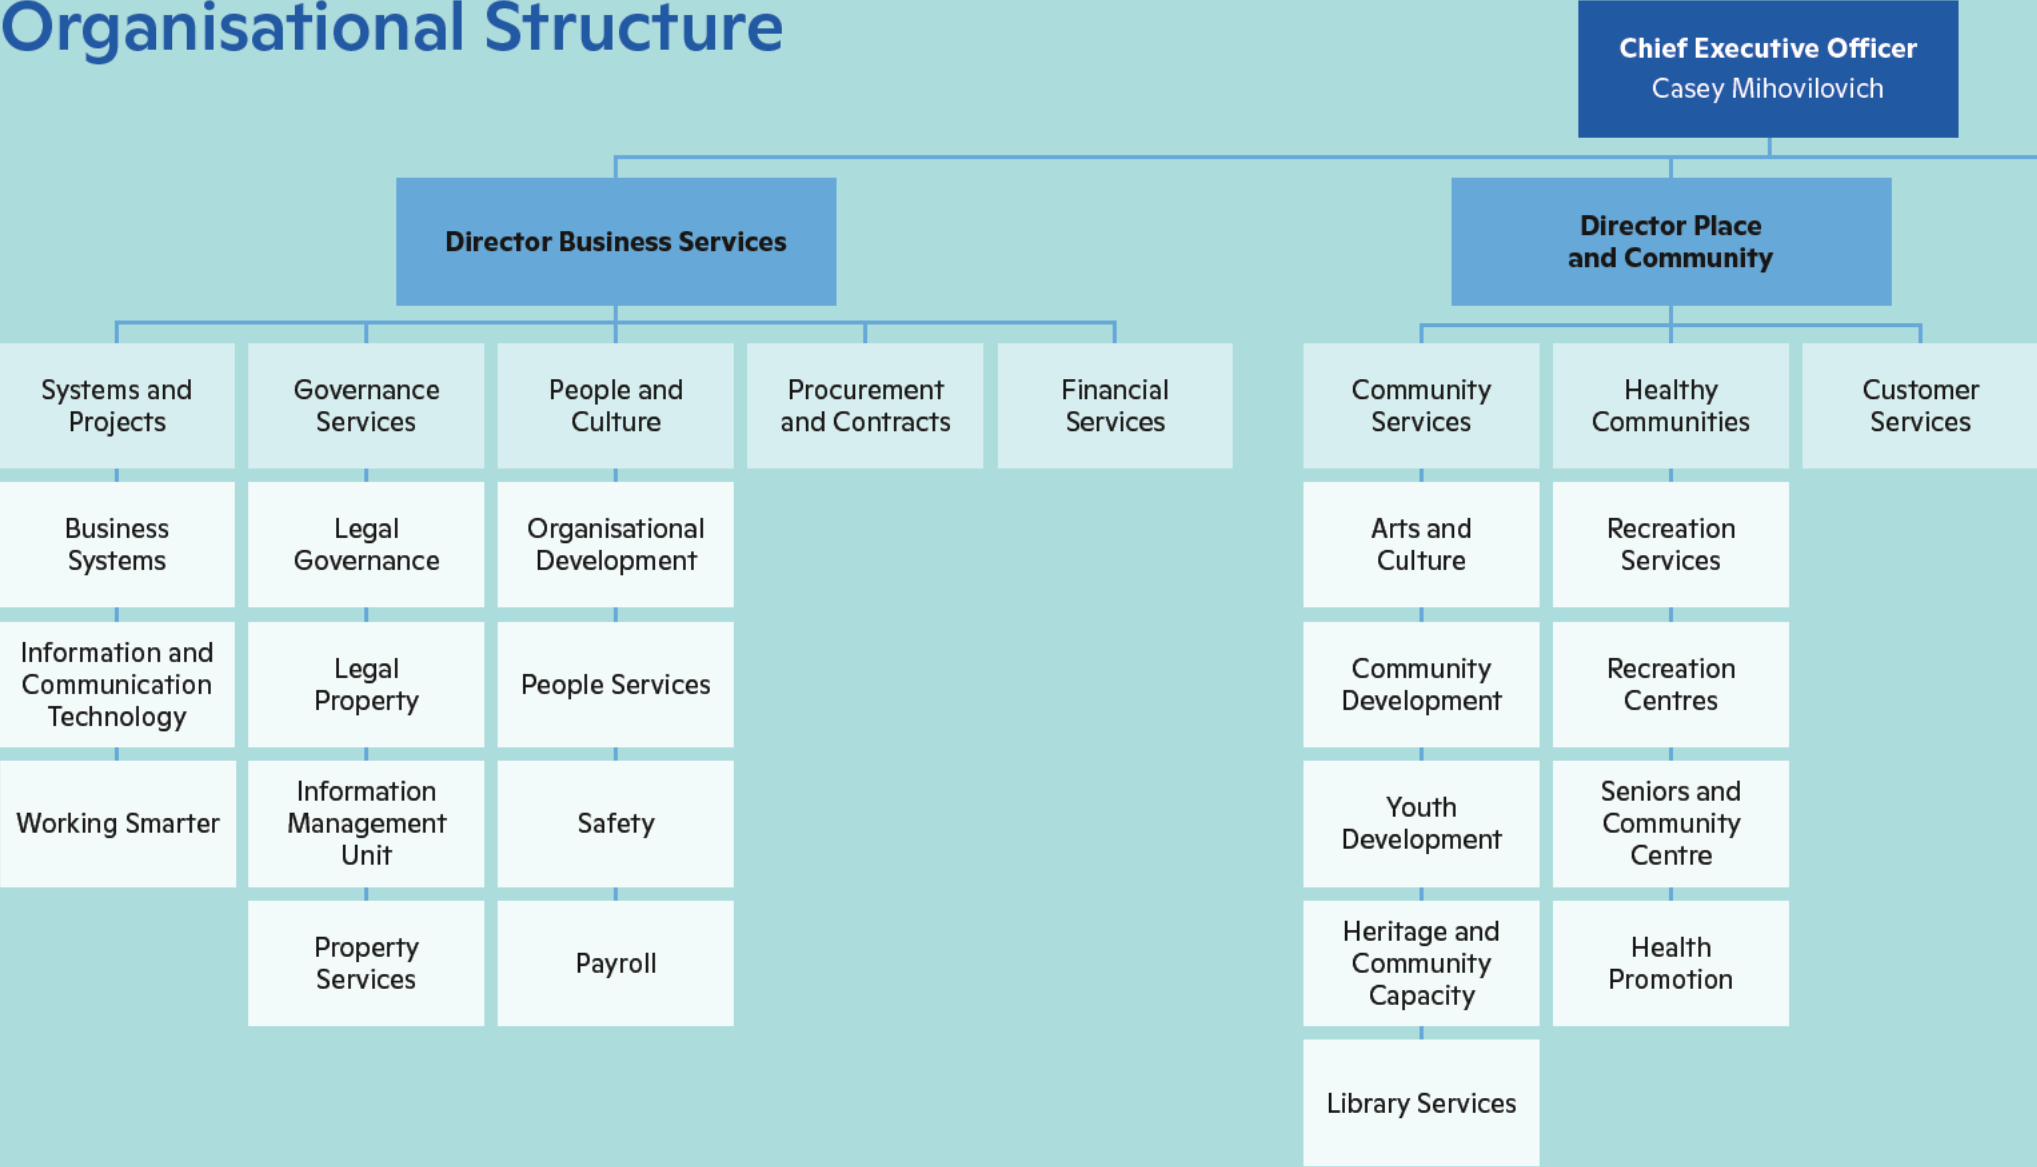 Organisational Structure
Chief Executive Officer
Casey Mihovilovich
Director Business Services
Director Place
and Community
Systems and
Projects
Governance
Services
People and
Culture
Procurement
and Contracts
Financial
Services
Community
Services
Healthy
Communities
Customer
Services
Business
Systems
Legal
Governance
Organisational
Development
Arts and
Culture
Recreation
Services
Information and
Communication
Technology
Legal
Property
People Services
Community
Development
Recreation
Centres
Working Smarter
Information
Management
Unit
Safety
Youth
Development
Seniors and
Community
Centre
Property
Services
Payroll
Heritage and
Community
Capacity
Health
Promotion
Library Services